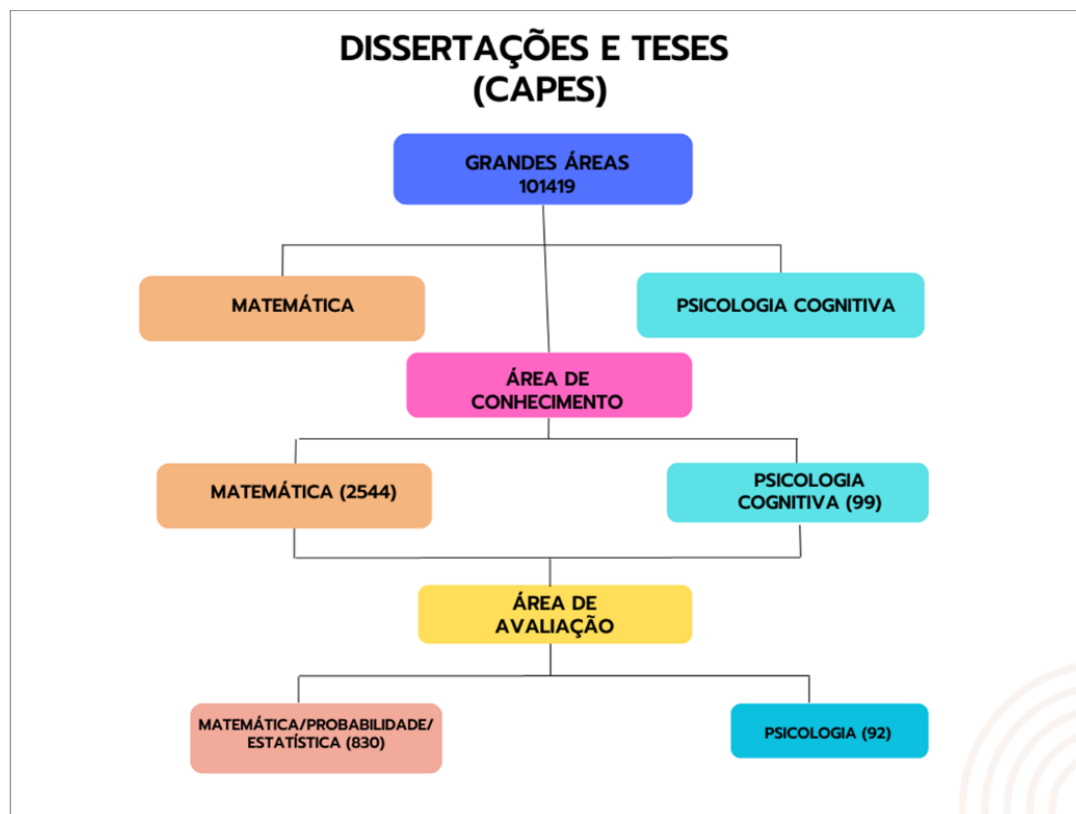 DISSERTAÇÕES E TESES
(CAPES)
GRANDES ÁREAS
101419
MATEMÁTICA
PSICOLOGIA COGNITIVA
ÁREA DE
CONHECIMENTO
MATEMÁTICA (2544)
PSICOLOGIA
COGNITIVA (99)
ÁREA DE
AVALIAÇÃO
MATEMÁTICA/PROBABILIDADE/
ESTATÍSTICA (830)
PSICOLOGIA (92)